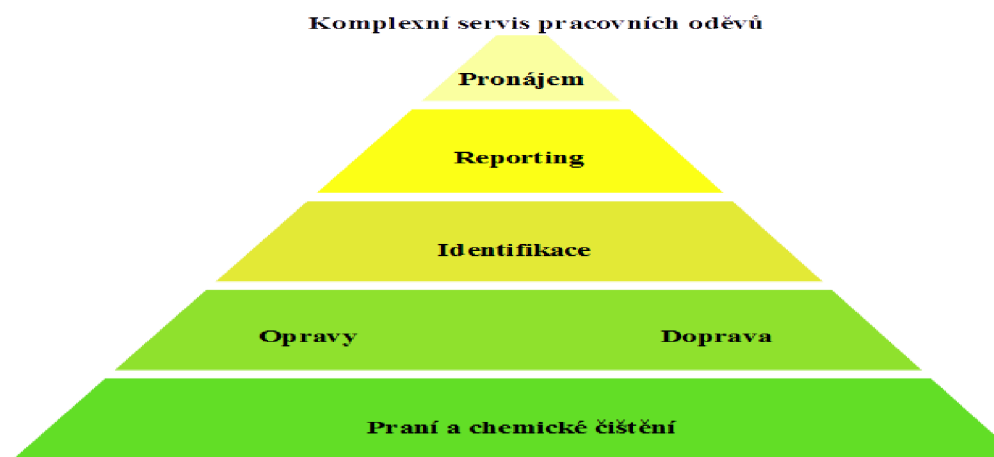 Komplexní servis pracovních oděvů
Pronájem
Reporting
Identifikace
Opravy Doprava
Praní a chemické čištění